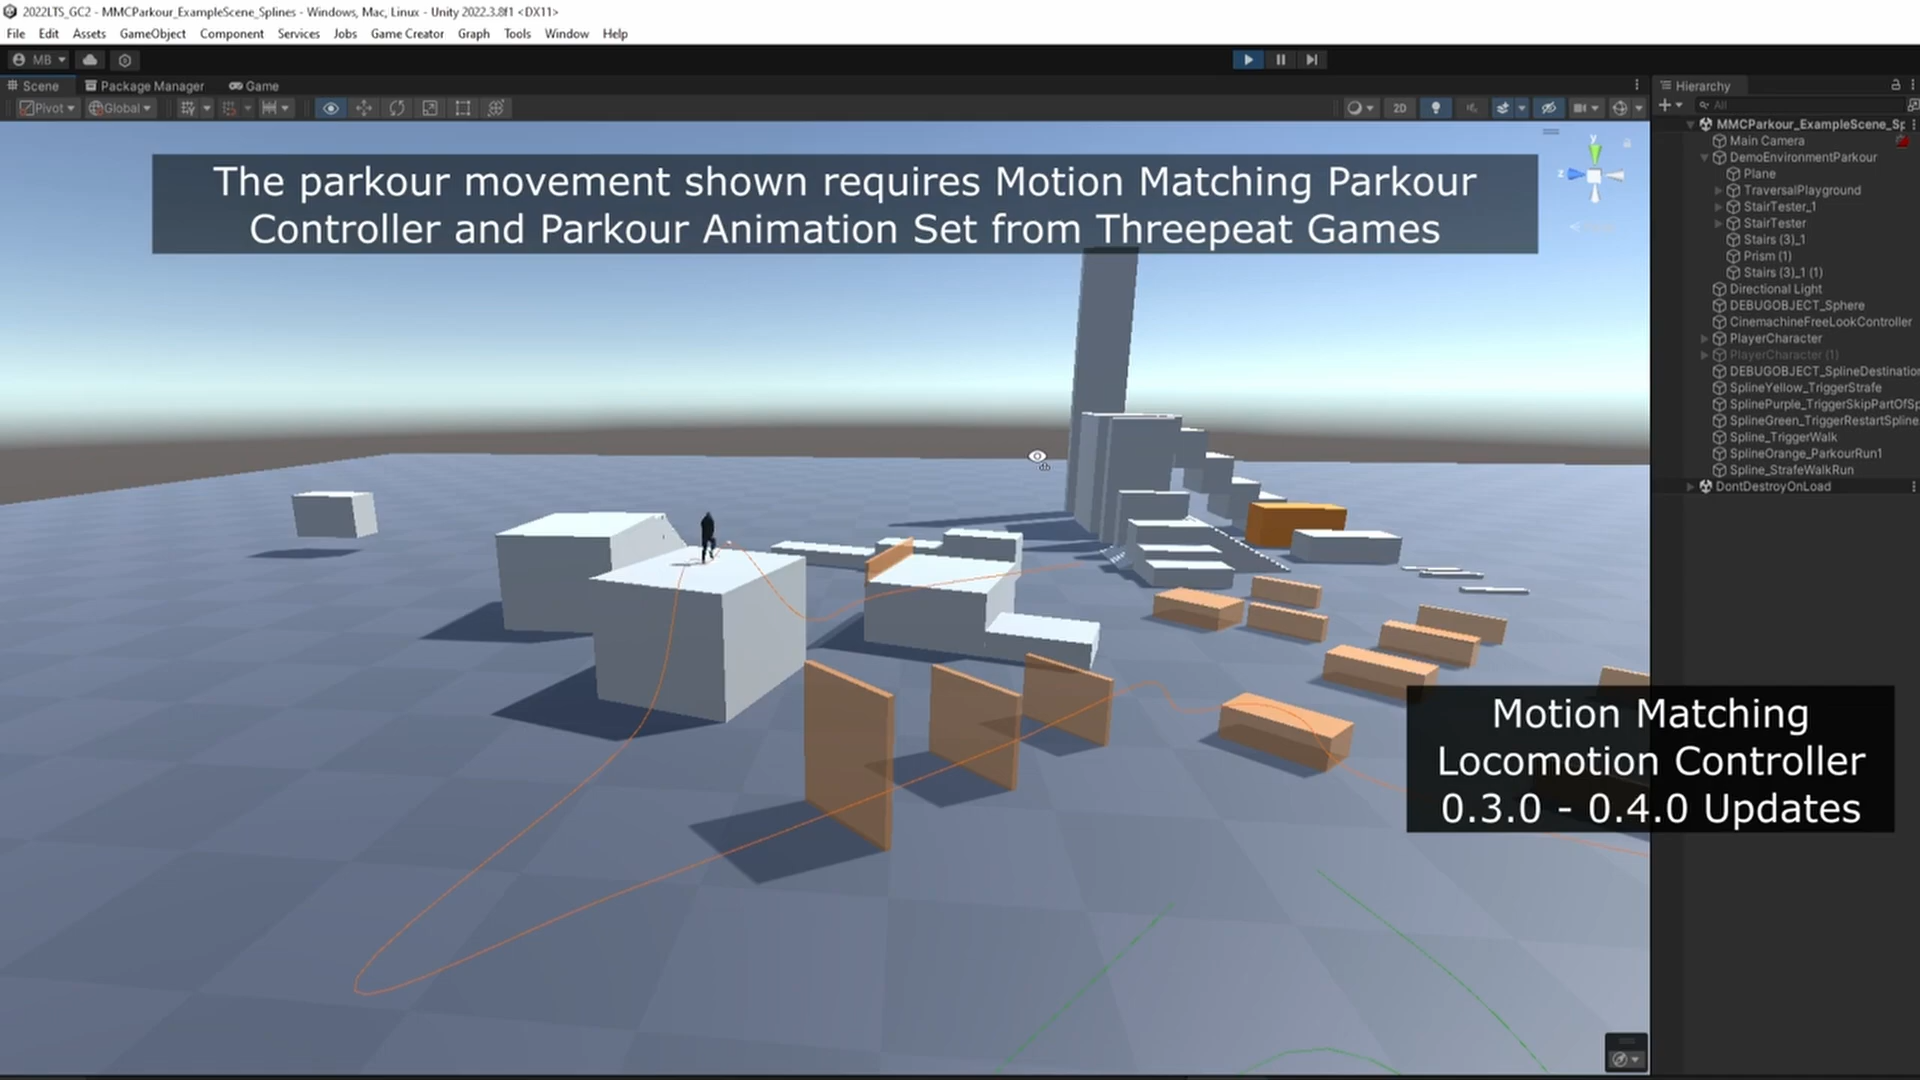 2022LTS_GC2 - MMCParkour_ExampleScene_Splines - Windows, Mac, Linux - Unity 2022.3.8f1 <DX11>
File Edit Assets GameObject Component Services Jobs Game Creator Graph Tools Window Help
MB
Scene Package Manager Game
Pivot Global 2D
The parkour movement shown requires Motion Matching Parkour
Controller and Parkour Animation Set from Threepeat Games
y
z
Motion Matching
Locomotion Controller
0.3.0 - 0.4.0 Updates
Hierarchy
All
MMCParkour_ExampleScene_Sp
Main Camera
DemoEnvironmentParkour
Plane
TraversalPlayground
StairTester_1
StairTester
Stairs (3)_1
Prism (1)
Stairs (3)_1 (1)
Directional Light
DEBUGOBJECT_Sphere
CinemachineFreeLookController
PlayerCharacter
PlayerCharacter (1)
DEBUGOBJECT_SplineDestination
SplineYellow_TriggerStrafe
SplinePurple_TriggerSkipPartOfSp
SplineGreen_TriggerRestartSpline
Spline_TriggerWalk
SplineOrange_ParkourRun1
Spline_StrafeWalkRun
DontDestroyOnLoad